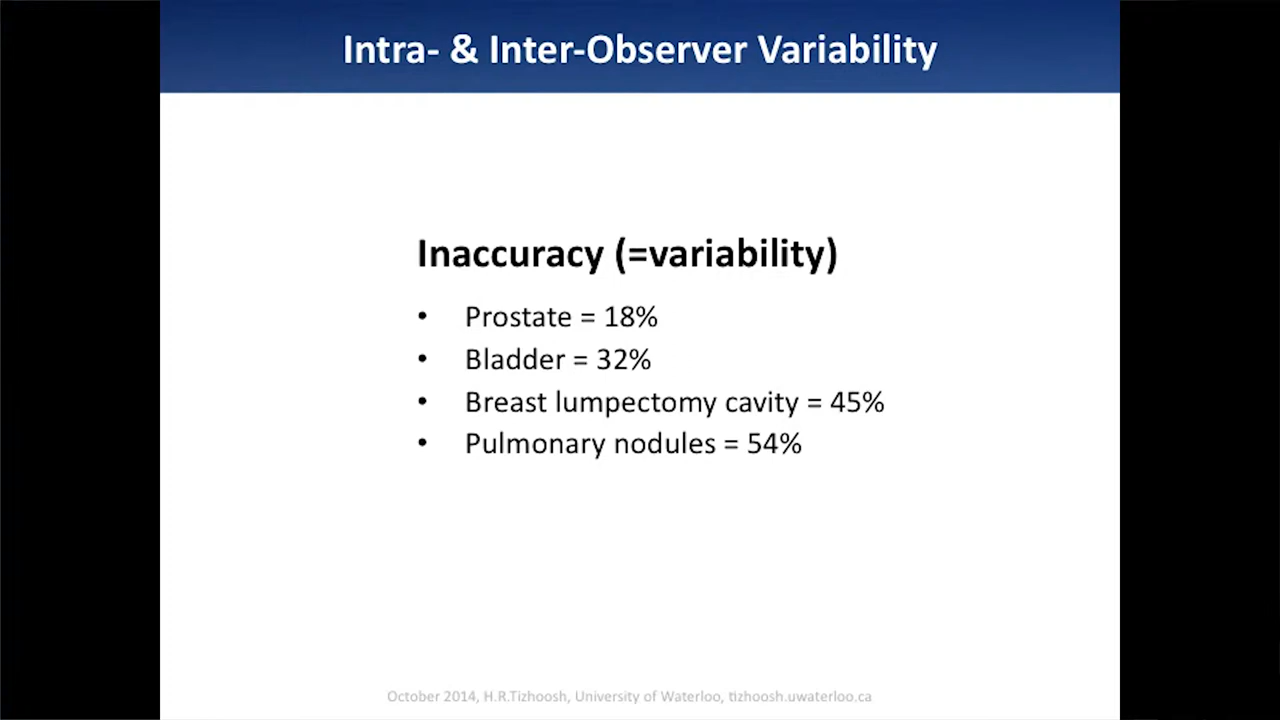 Intra- & Inter-Observer Variability
Inaccuracy (=variability)
• Prostate = 18%
• Bladder = 32%
• Breast lumpectomy cavity = 45%
• Pulmonary nodules = 54%
October 2014, H.R.Tizhoosh, University of Waterloo, tizhoosh.uwaterloo.ca